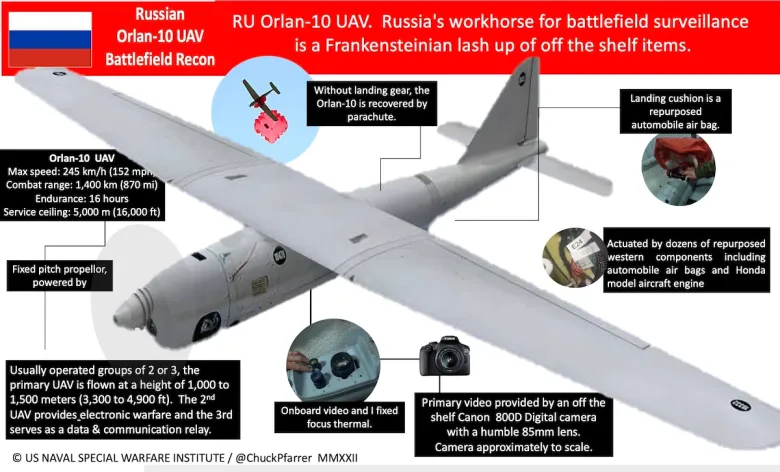 Russian
Orlan-10 UAV
Battlefield Recon
RU Orlan-10 UAV.  Russia's workhorse for battlefield surveillance
is a Frankensteinian lash up of off the shelf items.
Without landing gear, the
Orlan-10 is recovered by
parachute.
Landing cushion is a
repurposed
automobile air bag.
Orlan-10 UAV
Max speed: 245 km/h (152 mph,
Combat range: 1,400 km (870 mi)
Endurance: 16 hours
Service ceiling: 5,000 m (16,000 ft)
E24
Actuated by dozens of repurposed
western components including
automobile air bags and Honda
model aircraft engine
Fixed pitch propellor,
powered by
Usually operated groups of 2 or 3, the
primary UAV is flown at a height of 1,000 to
1,500 meters (3,300 to 4,900 ft).  The 2nd
UAV provides electronic warfare and the 3rd
serves as a data & communication relay.
Onboard video and I fixed
focus thermal.
Canon
Primary video provided by an off the
shelf Canon  800D Digital camera
with a humble 85mm lens.
Camera approximately to scale.
© US NAVAL SPECIAL WARFARE INSTITUTE / @ChuckPfarrer  MMXXII